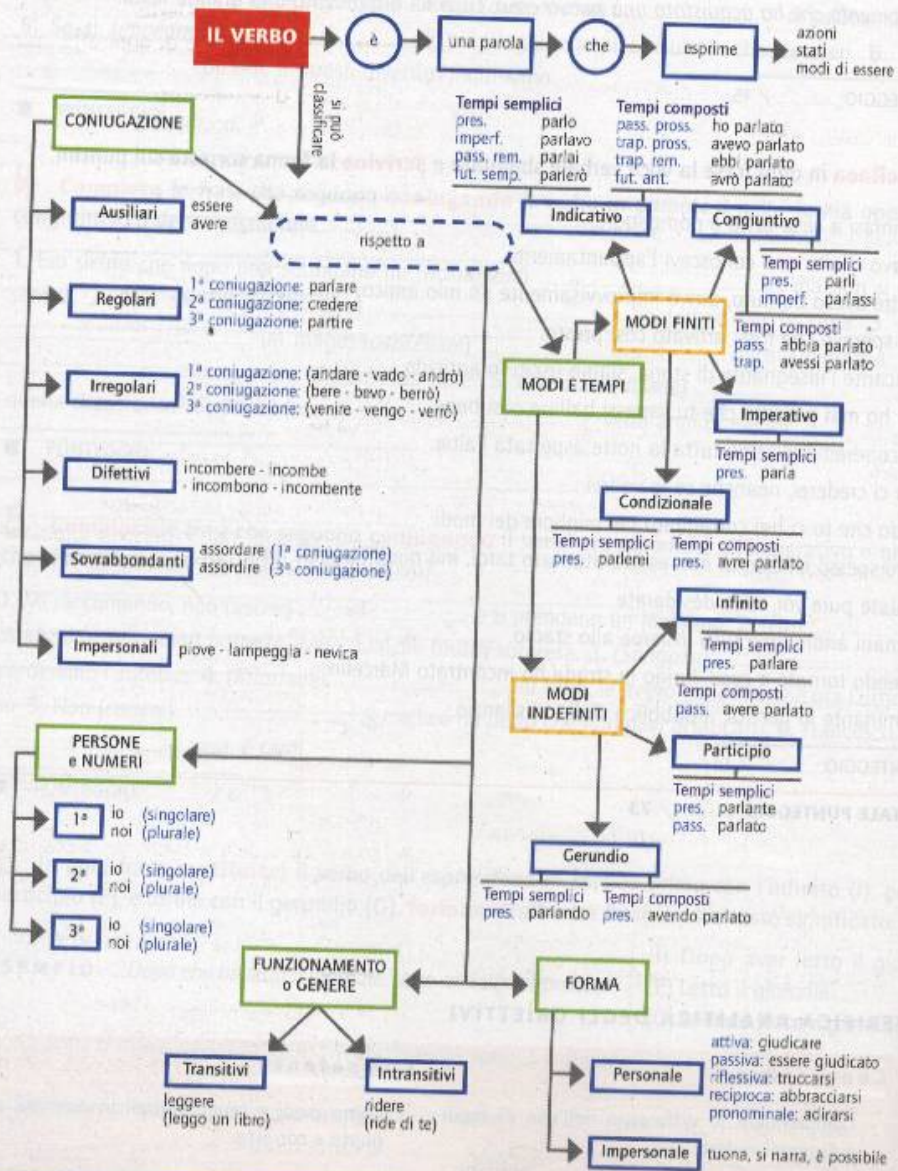 IL VERBO
è
una parola
che
esprime
azioni
stati
modi di essere
si può
classificare
CONIUGAZIONE
Ausiliari
essere
avere
Regolari
1ª coniugazione: parlare
2ª coniugazione: credere
3ª coniugazione: partire
Irregolari
1ª coniugazione: (andare - vado - andrò)
2ª coniugazione: (bere - bevo - berrò)
3ª coniugazione: (venire - vengo - verrò)
Difettivi
incombere - incombe
- incombono - incombente
Sovrabbondanti
assordare (1ª coniugazione)
assordire (3ª coniugazione)
Impersonali
piove - lampeggia - nevica
rispetto a
MODI E TEMPI
MODI FINITI
Indicativo
Tempi semplici
pres. parlo
imperf. parlavo
pass. rem. parlai
fut. semp. parlerò
Tempi composti
pass. pross. ho parlato
trap. pross. avevo parlato
trap. rem. ebbi parlato
fut. ant. avrò parlato
Congiuntivo
Tempi semplici
pres. parli
imperf. parlassi
Tempi composti
pass. abbia parlato
trap. avessi parlato
Imperativo
Tempi semplici
pres. parla
Condizionale
Tempi semplici
pres. parlerei
Tempi composti
pres. avrei parlato
MODI
INDEFINITI
Infinito
Tempi semplici
pres. parlare
Tempi composti
pass. avere parlato
Participio
Tempi semplici
pres. parlante
pass. parlato
Gerundio
Tempi semplici
pres. parlando
Tempi composti
pres. avendo parlato
PERSONE
e NUMERI
1ª
io (singolare)
noi (plurale)
2ª
io (singolare)
noi (plurale)
3ª
io (singolare)
noi (plurale)
FUNZIONAMENTO
o GENERE
Transitivi
leggere
(leggo un libro)
Intransitivi
ridere
(ride di te)
FORMA
Personale
attiva: giudicare
passiva: essere giudicato
riflessiva: truccarsi
reciproca: abbracciarsi
pronominale: adirarsi
Impersonale
tuona, si narra, è possibile